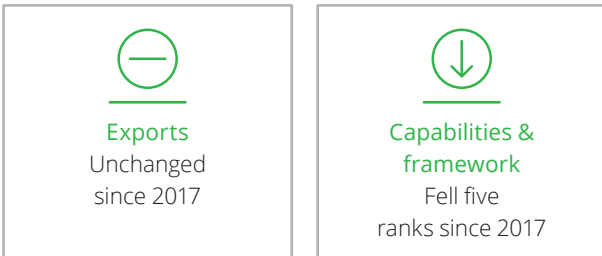 Exports
Unchanged
since 2017
Capabilities &
framework
Fell five
ranks since 2017